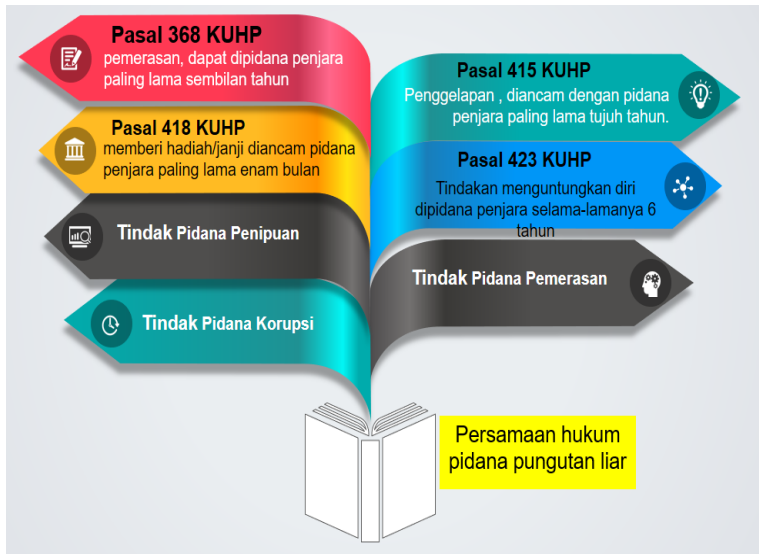 Pasal 368 KUHP
pemerasan, dapat dipidana penjara
paling lama sembilan tahun
Pasal 415 KUHP
Penggelapan , diancam dengan pidana
penjara paling lama tujuh tahun.
Pasal 418 KUHP
memberi hadiah/janji diancam pidana
penjara paling lama enam bulan
Pasal 423 KUHP
Tindakan menguntungkan diri
dipidana penjara selama-lamanya 6
tahun
Tindak Pidana Penipuan
Tindak Pidana Pemerasan
Tindak Pidana Korupsi
Persamaan hukum
pidana pungutan liar